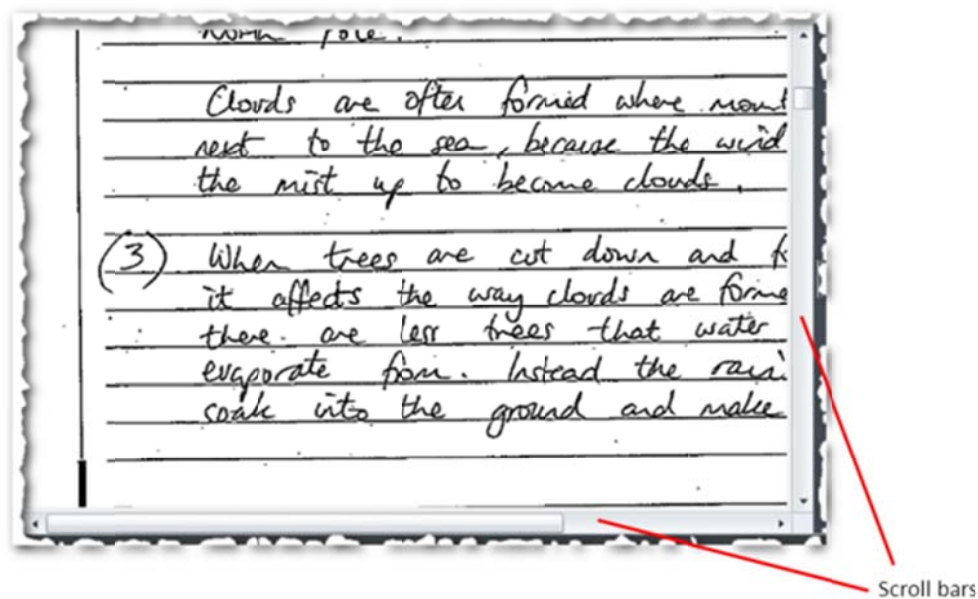 North Pole.
Clouds are often formed where mount
next to the sea, because the wind
the mist up to become clouds.
(3) When trees are cut down and
it affects the way clouds are forme
there are less trees that water
evaporate from. Instead the rain
soak into the ground and make
Scroll bars